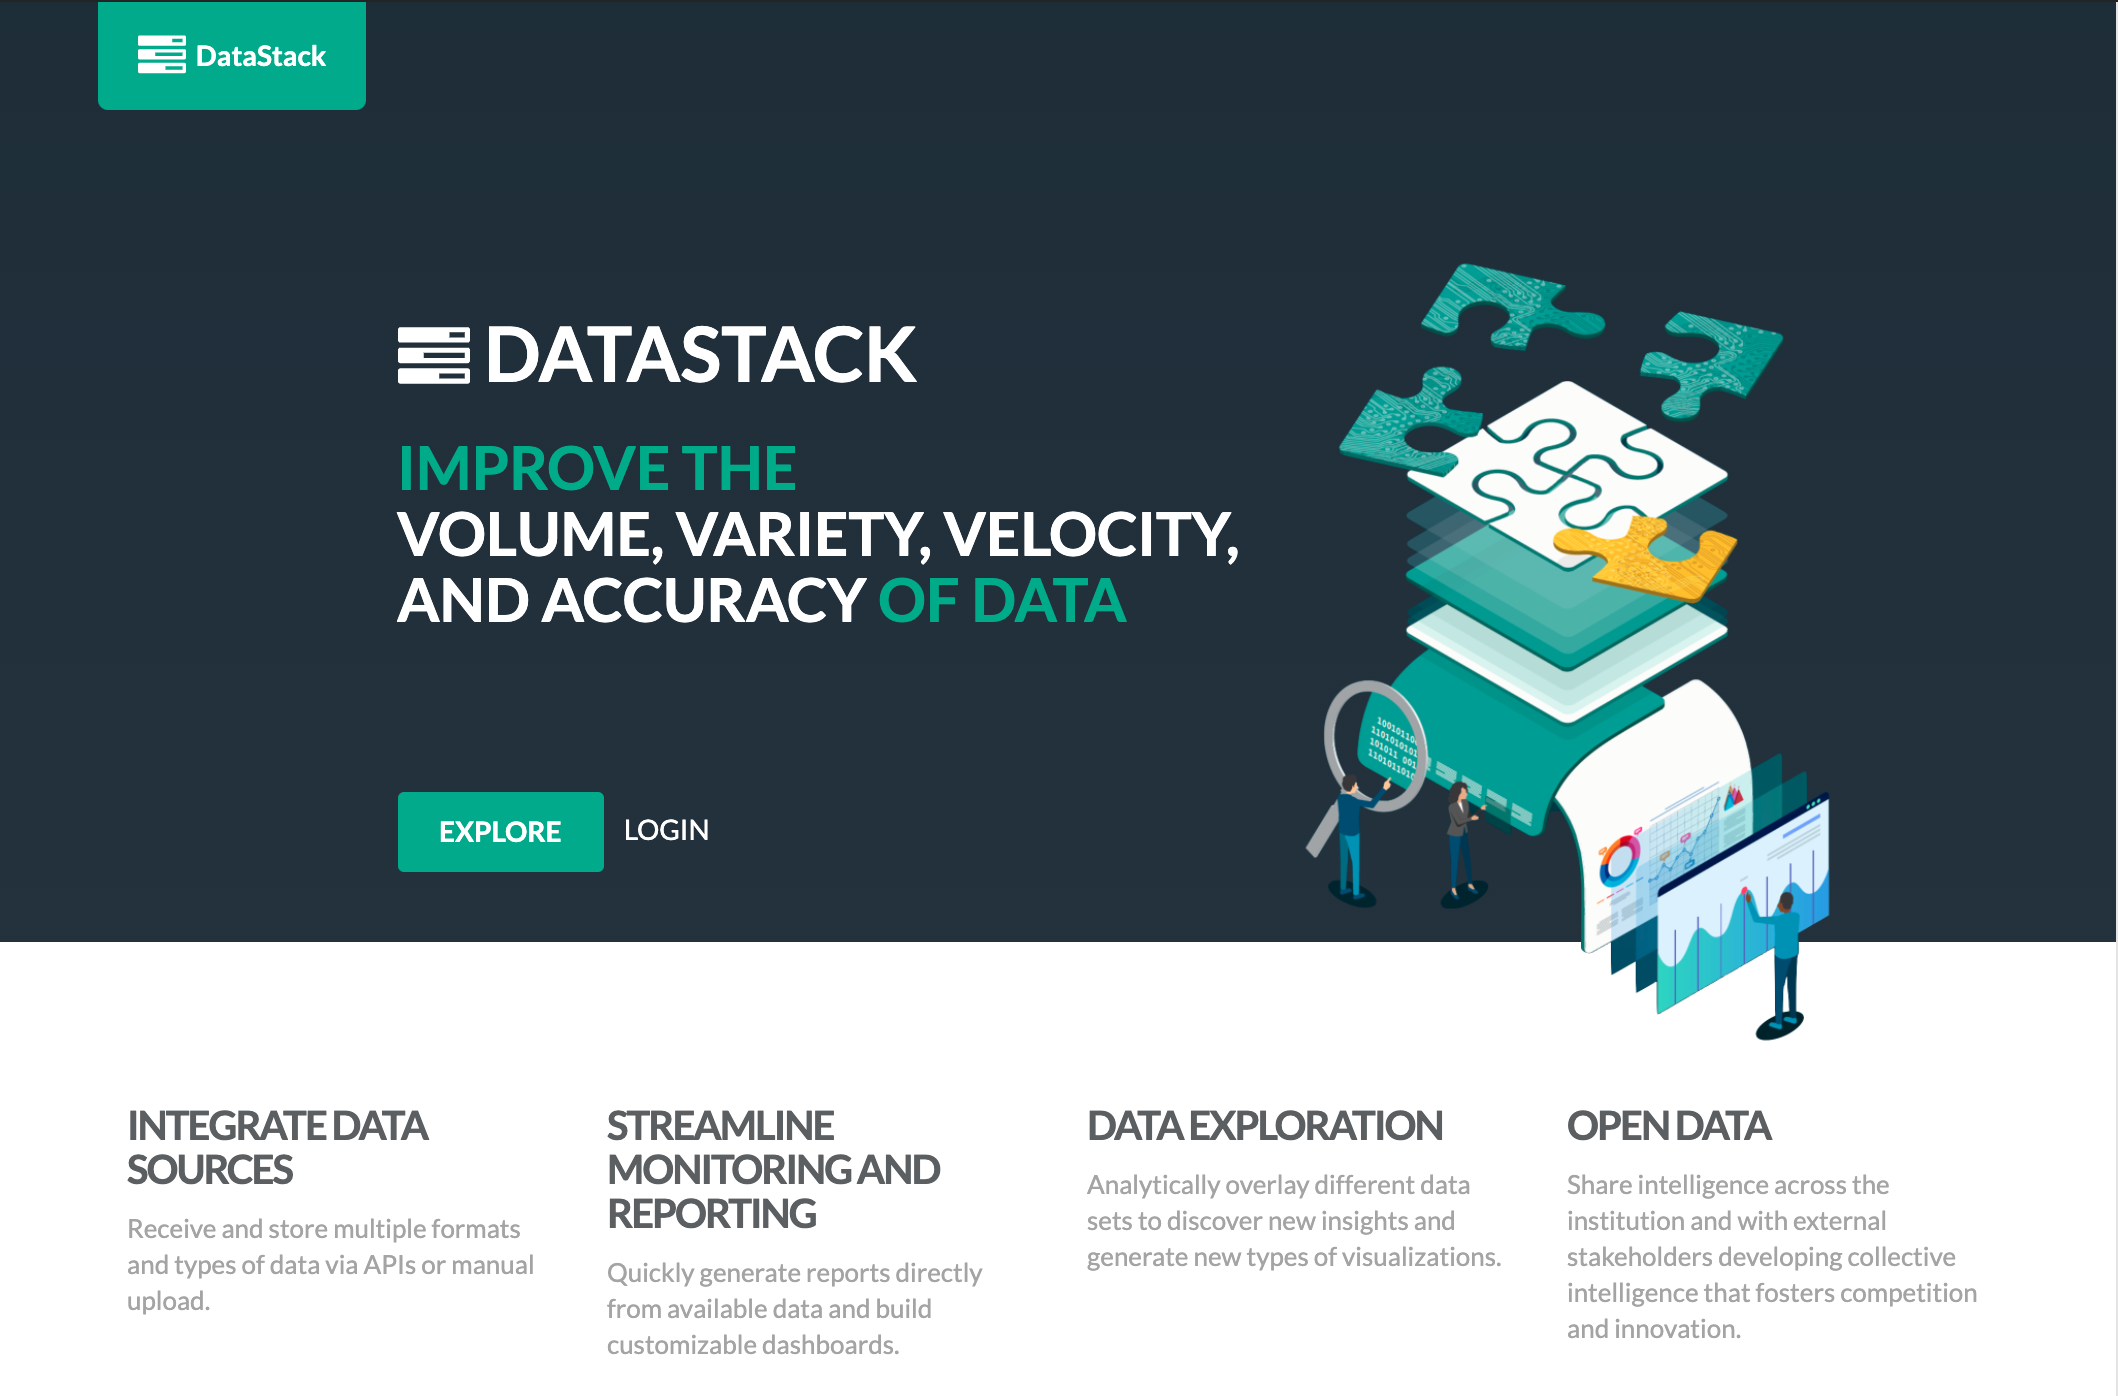 DataStack
DATASTACK
IMPROVE THE
VOLUME, VARIETY, VELOCITY,
AND ACCURACY OF DATA
EXPLORE
LOGIN
INTEGRATE DATA
SOURCES
Receive and store multiple formats
and types of data via APIs or manual
upload.
STREAMLINE
MONITORING AND
REPORTING
Quickly generate reports directly
from available data and build
customizable dashboards.
DATA EXPLORATION
Analytically overlay different data
sets to discover new insights and
generate new types of visualizations.
OPEN DATA
Share intelligence across the
institution and with external
stakeholders developing collective
intelligence that fosters competition
and innovation.